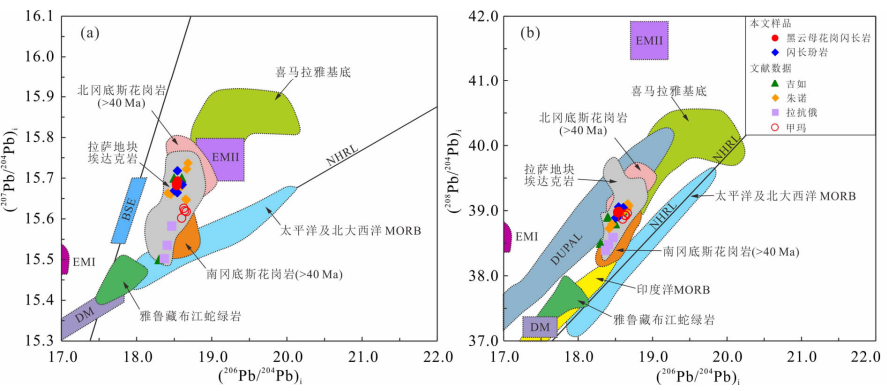 (a)
16.1
16.0
15.9
15.8
15.7
15.6
15.5
15.4
15.3
(²⁰⁷Pb/²⁰⁴Pb)ᵢ
喜马拉雅基底
北冈底斯花岗岩
(>40 Ma)
拉萨地块
埃达克岩
EMII
NHRL
BSE
太平洋及北大西洋 MORB
EMI
南冈底斯花岗岩(>40 Ma)
DM
雅鲁藏布江蛇绿岩
17.0
18.0
19.0
20.0
21.0
22.0
(²⁰⁶Pb/²⁰⁴Pb)ᵢ
(b)
42.0
41.0
40.0
39.0
38.0
37.0
(²⁰⁸Pb/²⁰⁴Pb)ᵢ
EMII
本文样品
黑云母花岗闪长岩
闪长玢岩
文献数据
吉如
朱诺
拉抗俄
甲玛
喜马拉雅基底
北冈底斯花岗岩
(>40 Ma)
拉萨地块
埃达克岩
NHRL
NHRL
太平洋及北大西洋 MORB
DUPAL
EMI
南冈底斯花岗岩(>40 Ma)
印度洋MORB
雅鲁藏布江蛇绿岩
DM
17.0
18.0
19.0
20.0
21.0
22.0
(²⁰⁶Pb/²⁰⁴Pb)ᵢ